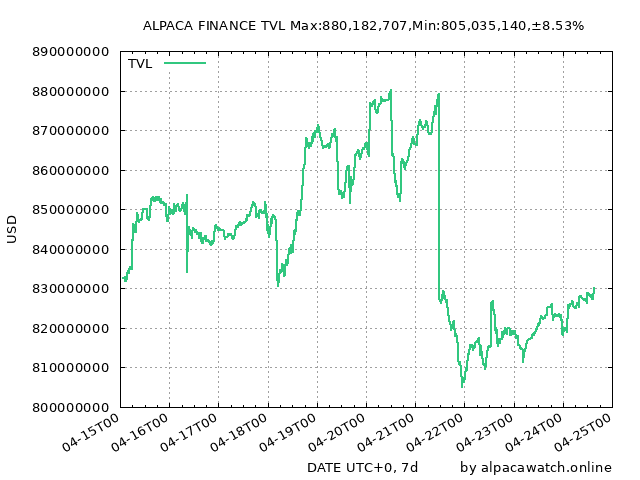 ALPACA FINANCE TVL Max:880,182,707,Min:805,035,140,±8.53%
890000000
TVL
880000000
870000000
860000000
850000000
USD
840000000
830000000
820000000
810000000
800000000
04-15T00 04-16T00 04-17T00 04-18T00 04-19T00 04-20T00 04-21T00 04-22T00 04-23T00 04-24T00 04-25T00
DATE UTC+0, 7d by alpacawatch.online